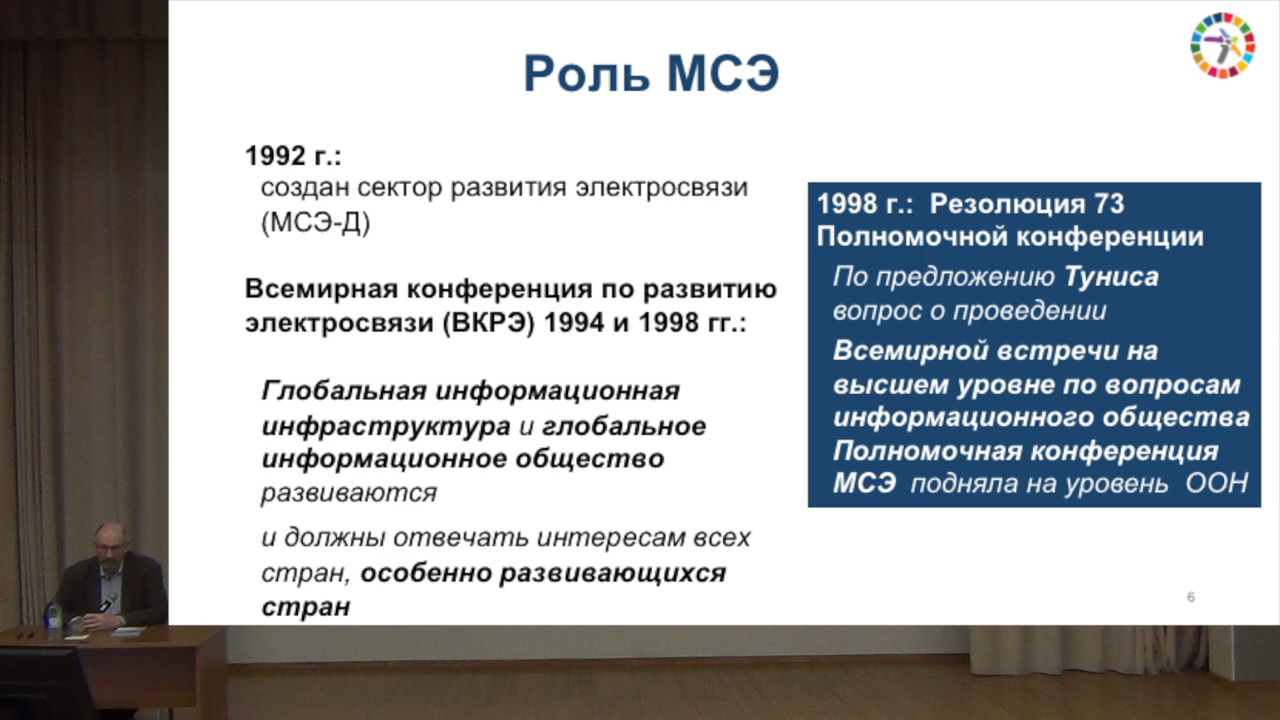 Роль МСЭ
1992 г.:
создан сектор развития электросвязи
(МСЭ-Д)
Всемирная конференция по развитию
электросвязи (ВКРЭ) 1994 и 1998 гг.:
Глобальная информационная
инфраструктура и глобальное
информационное общество
развиваются
и должны отвечать интересам всех
стран, особенно развивающихся
стран
1998 г.: Резолюция 73
Полномочной конференции
По предложению Туниса
вопрос о проведении
Всемирной встречи на
высшем уровне по вопросам
информационного общества
Полномочная конференция
МСЭ подняла на уровень ООН
6